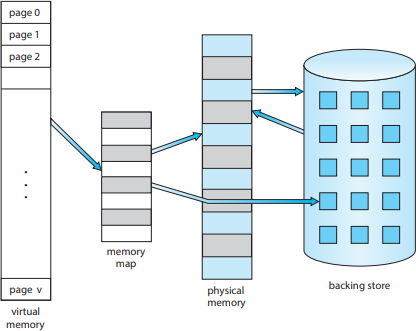 page 0
page 1
page 2
page v
virtual
memory
memory
map
physical
memory
backing store